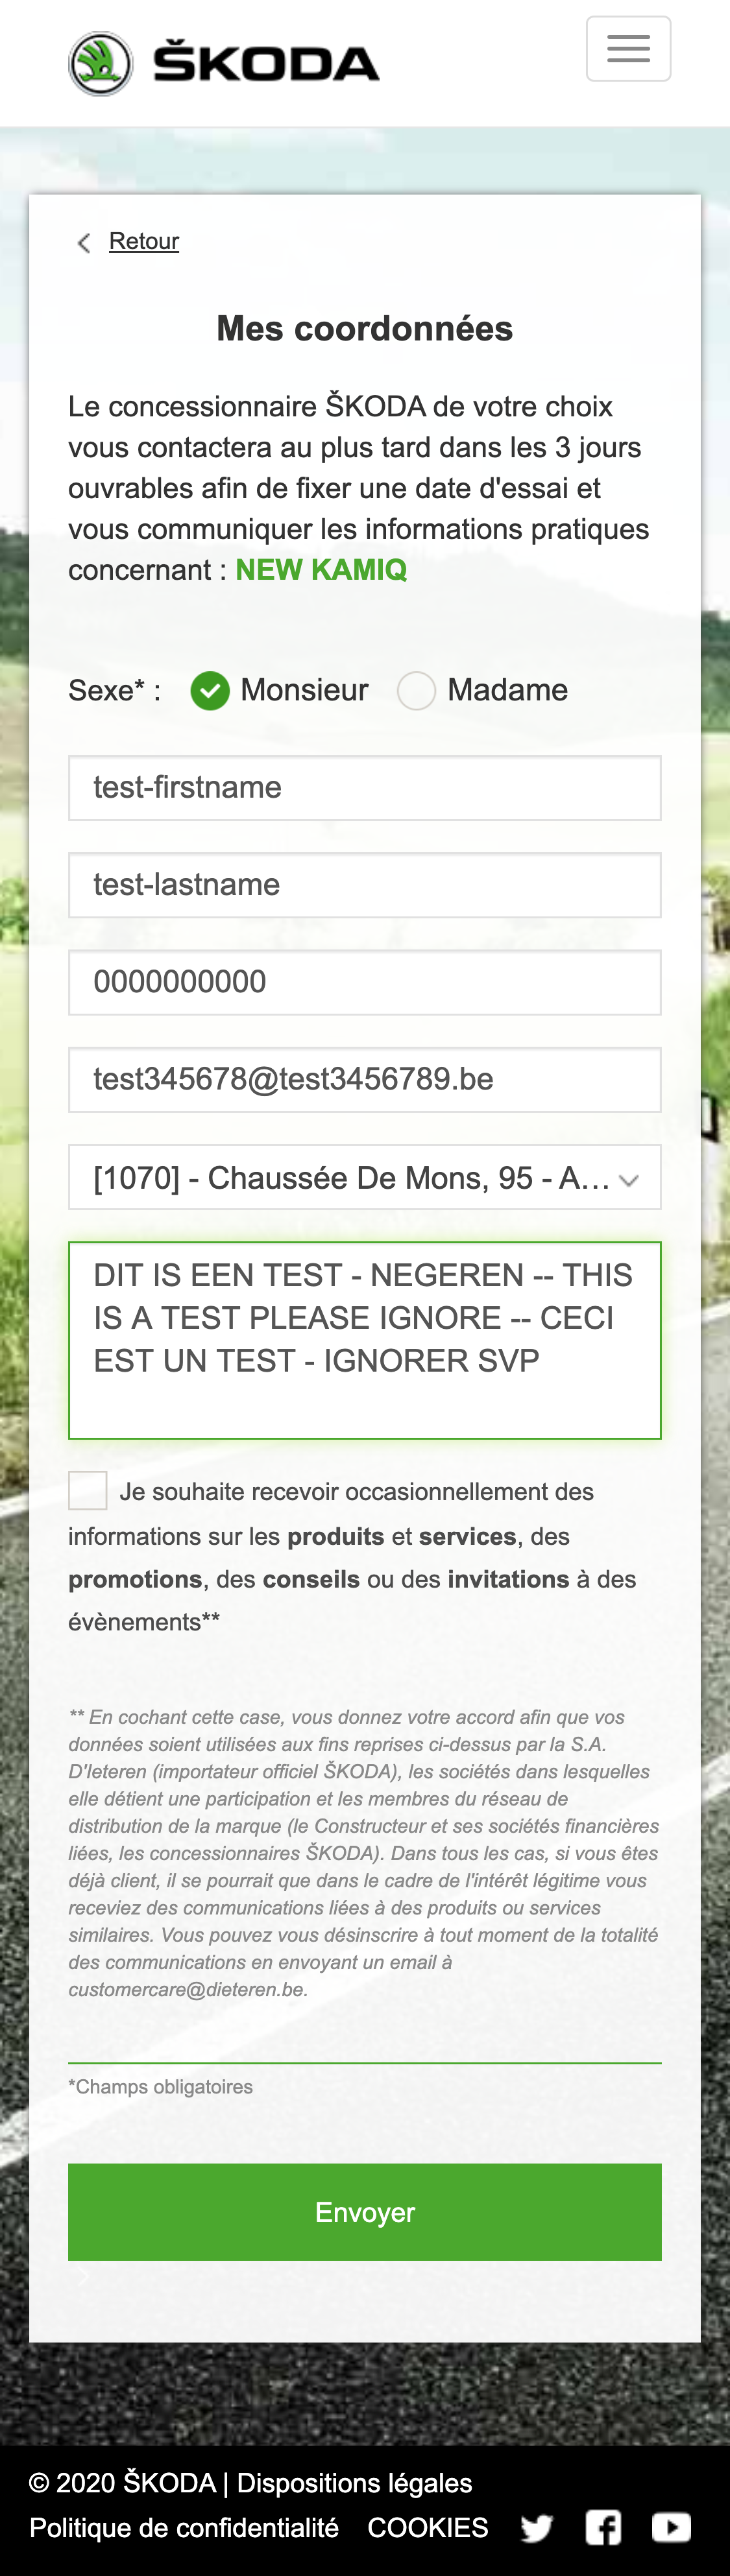 ŠKODA
Retour
Mes coordonnées
Le concessionnaire ŠKODA de votre choix
vous contactera au plus tard dans les 3 jours
ouvrables afin de fixer une date d'essai et
vous communiquer les informations pratiques
concernant : NEW KAMIQ
Sexe* : Monsieur Madame
test-firstname
test-lastname
0000000000
test345678@test3456789.be
[1070] - Chaussée De Mons, 95 - A...
DIT IS EEN TEST - NEGEREN -- THIS
IS A TEST PLEASE IGNORE -- CECI
EST UN TEST - IGNORER SVP
Je souhaite recevoir occasionnellement des
informations sur les produits et services, des
promotions, des conseils ou des invitations à des
évènements**
** En cochant cette case, vous donnez votre accord afin que vos
données soient utilisées aux fins reprises ci-dessus par la S.A.
D'Ieteren (importateur officiel ŠKODA), les sociétés dans lesquelles
elle détient une participation et les membres du réseau de
distribution de la marque (le Constructeur et ses sociétés financières
liées, les concessionnaires ŠKODA). Dans tous les cas, si vous êtes
déjà client, il se pourrait que dans le cadre de l'intérêt légitime vous
receviez des communications liées à des produits ou services
similaires. Vous pouvez vous désinscrire à tout moment de la totalité
des communications en envoyant un email à
customercare@dieteren.be.
*Champs obligatoires
Envoyer
© 2020 ŠKODA | Dispositions légales
Politique de confidentialité COOKIES